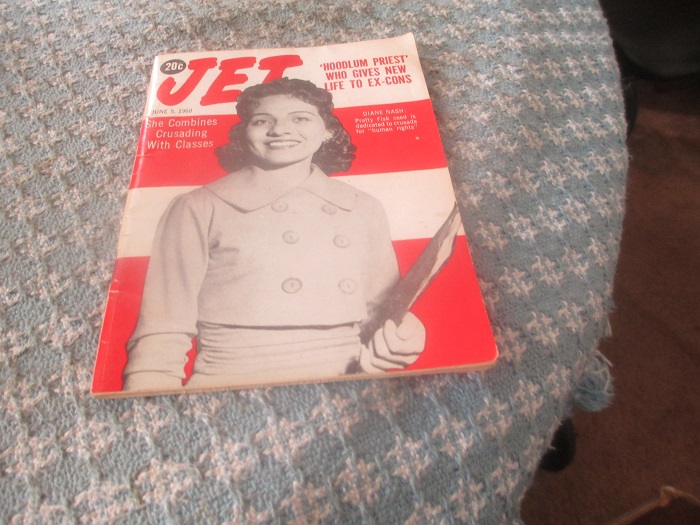 20c
JET
JUNE 9, 1960
'HOODLUM PRIEST'
WHO GIVES NEW
LIFE TO EX-CONS
She Combines
Crusading
With Classes
DIANE NASH:
Pretty Fisk coed is
dedicated to crusade
for "human rights"